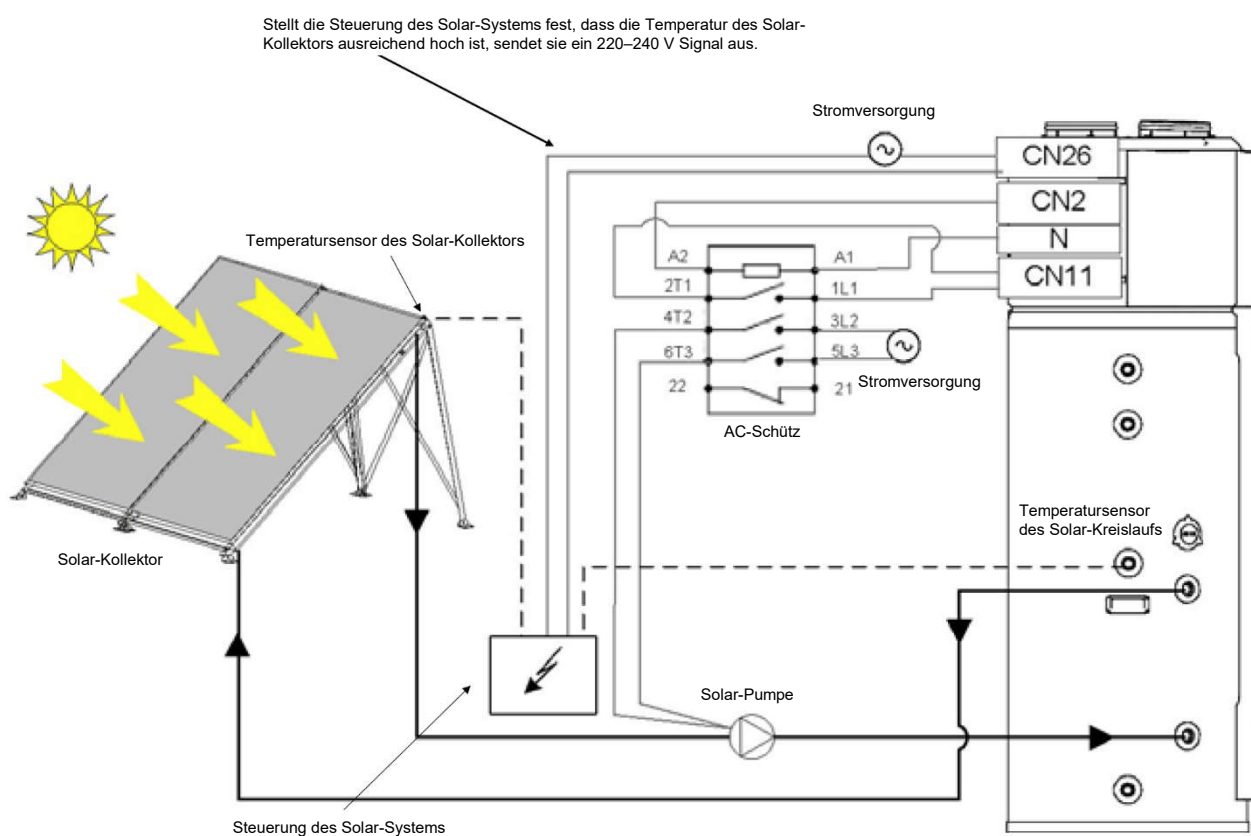 Stellt die Steuerung des Solar-Systems fest, dass die Temperatur des Solar-
Kollektors ausreichend hoch ist, sendet sie ein 220–240 V Signal aus.
Stromversorgung
CN26
CN2
N
CN11
Temperatursensor des Solar-Kollektors
A2
A1
2T1
1L1
4T2
3L2
6T3
5L3
22
21
Stromversorgung
AC-Schütz
Temperatursensor
des Solar-Kreislaufs
Solar-Kollektor
Solar-Pumpe
Steuerung des Solar-Systems